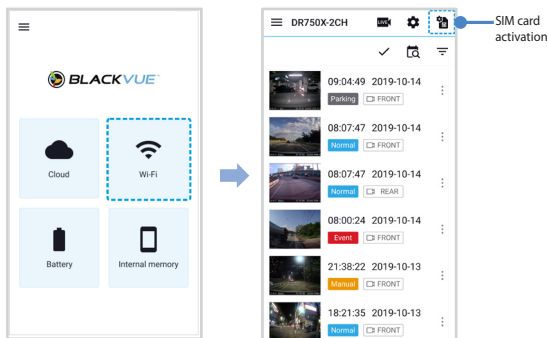 BLACKVUE
Cloud
Wi-Fi
Battery
Internal memory
DR750X-2CH
LIVE
SIM card
activation
09:04:49 2019-10-14
Parking FRONT
08:07:47 2019-10-14
Normal FRONT
08:07:47 2019-10-14
Normal REAR
08:00:24 2019-10-14
Event FRONT
21:38:22 2019-10-13
Manual FRONT
18:21:35 2019-10-13
Normal FRONT